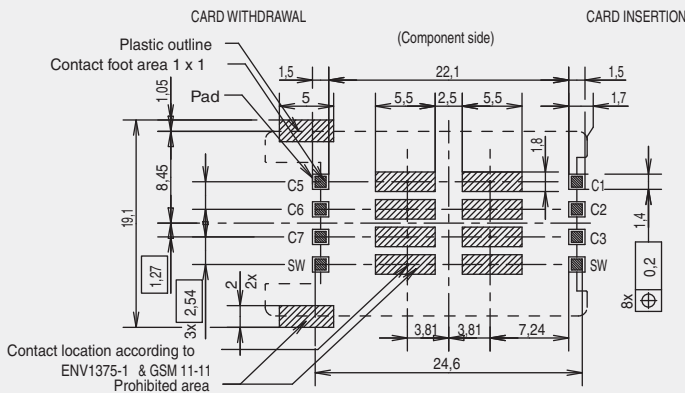 CARD WITHDRAWAL
CARD INSERTION
(Component side)
Plastic outline
Contact foot area 1 x 1
Pad
1,5
22,1
1,5
5
5,5
2,5
5,5
1,7
1,05
8,45
19,1
1,27
3x 2,54
2
2x
1,8
1,4
8x ⌖ 0,2
C5
C1
C6
C2
C7
C3
SW
SW
3,81
3,81
7,24
24,6
Contact location according to
ENV1375-1 & GSM 11-11
Prohibited area